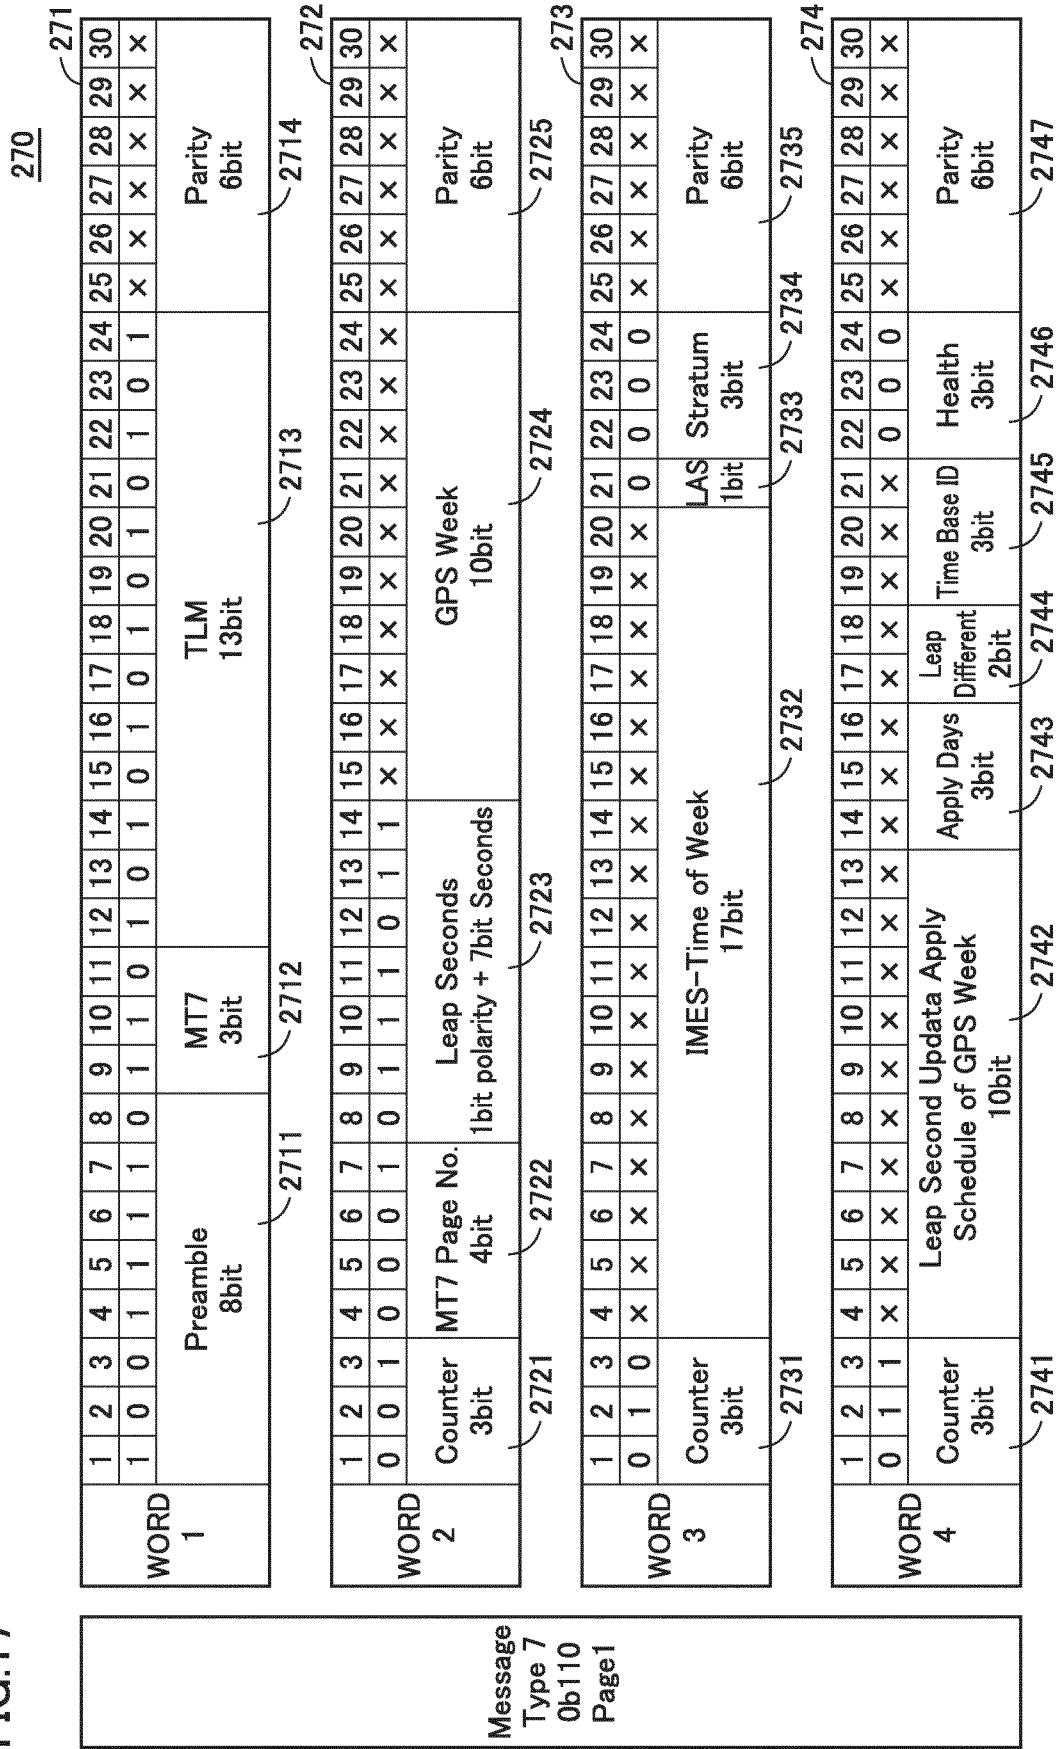 270
Message
Type 7
0b110
Page1
271
WORD
1
1 2 3 4 5 6 7 8 9 10 11 12 13 14 15 16 17 18 19 20 21 22 23 24 25 26 27 28 29 30
1 0 0 1 1 1 1 0 1 1 0 1 0 1 0 1 0 1 0 1 0 1 0 1 × × × × × ×
Preamble
8bit
MT7
3bit
TLM
13bit
Parity
6bit
2711
2712
2713
2714
272
WORD
2
1 2 3 4 5 6 7 8 9 10 11 12 13 14 15 16 17 18 19 20 21 22 23 24 25 26 27 28 29 30
0 0 1 0 0 0 1 0 1 1 1 0 1 1 × × × × × × × × × × × × × × × ×
Counter
3bit
MT7 Page No.
4bit
Leap Seconds
1bit polarity + 7bit Seconds
GPS Week
10bit
Parity
6bit
2721
2722
2723
2724
2725
273
WORD
3
1 2 3 4 5 6 7 8 9 10 11 12 13 14 15 16 17 18 19 20 21 22 23 24 25 26 27 28 29 30
0 1 0 × × × × × × × × × × × × × × × × × 0 0 0 0 × × × × × ×
Counter
3bit
IMES-Time of Week
17bit
LAS
1bit
Stratum
3bit
Parity
6bit
2731
2732
2733
2734
2735
274
WORD
4
1 2 3 4 5 6 7 8 9 10 11 12 13 14 15 16 17 18 19 20 21 22 23 24 25 26 27 28 29 30
0 1 1 × × × × × × × × × × × × × × × × × × 0 0 0 × × × × × ×
Counter
3bit
Leap Second Updata Apply
Schedule of GPS Week
10bit
Apply Days
3bit
Leap
Different
2bit
Time Base ID
3bit
Health
3bit
Parity
6bit
2741
2742
2743
2744
2745
2746
2747